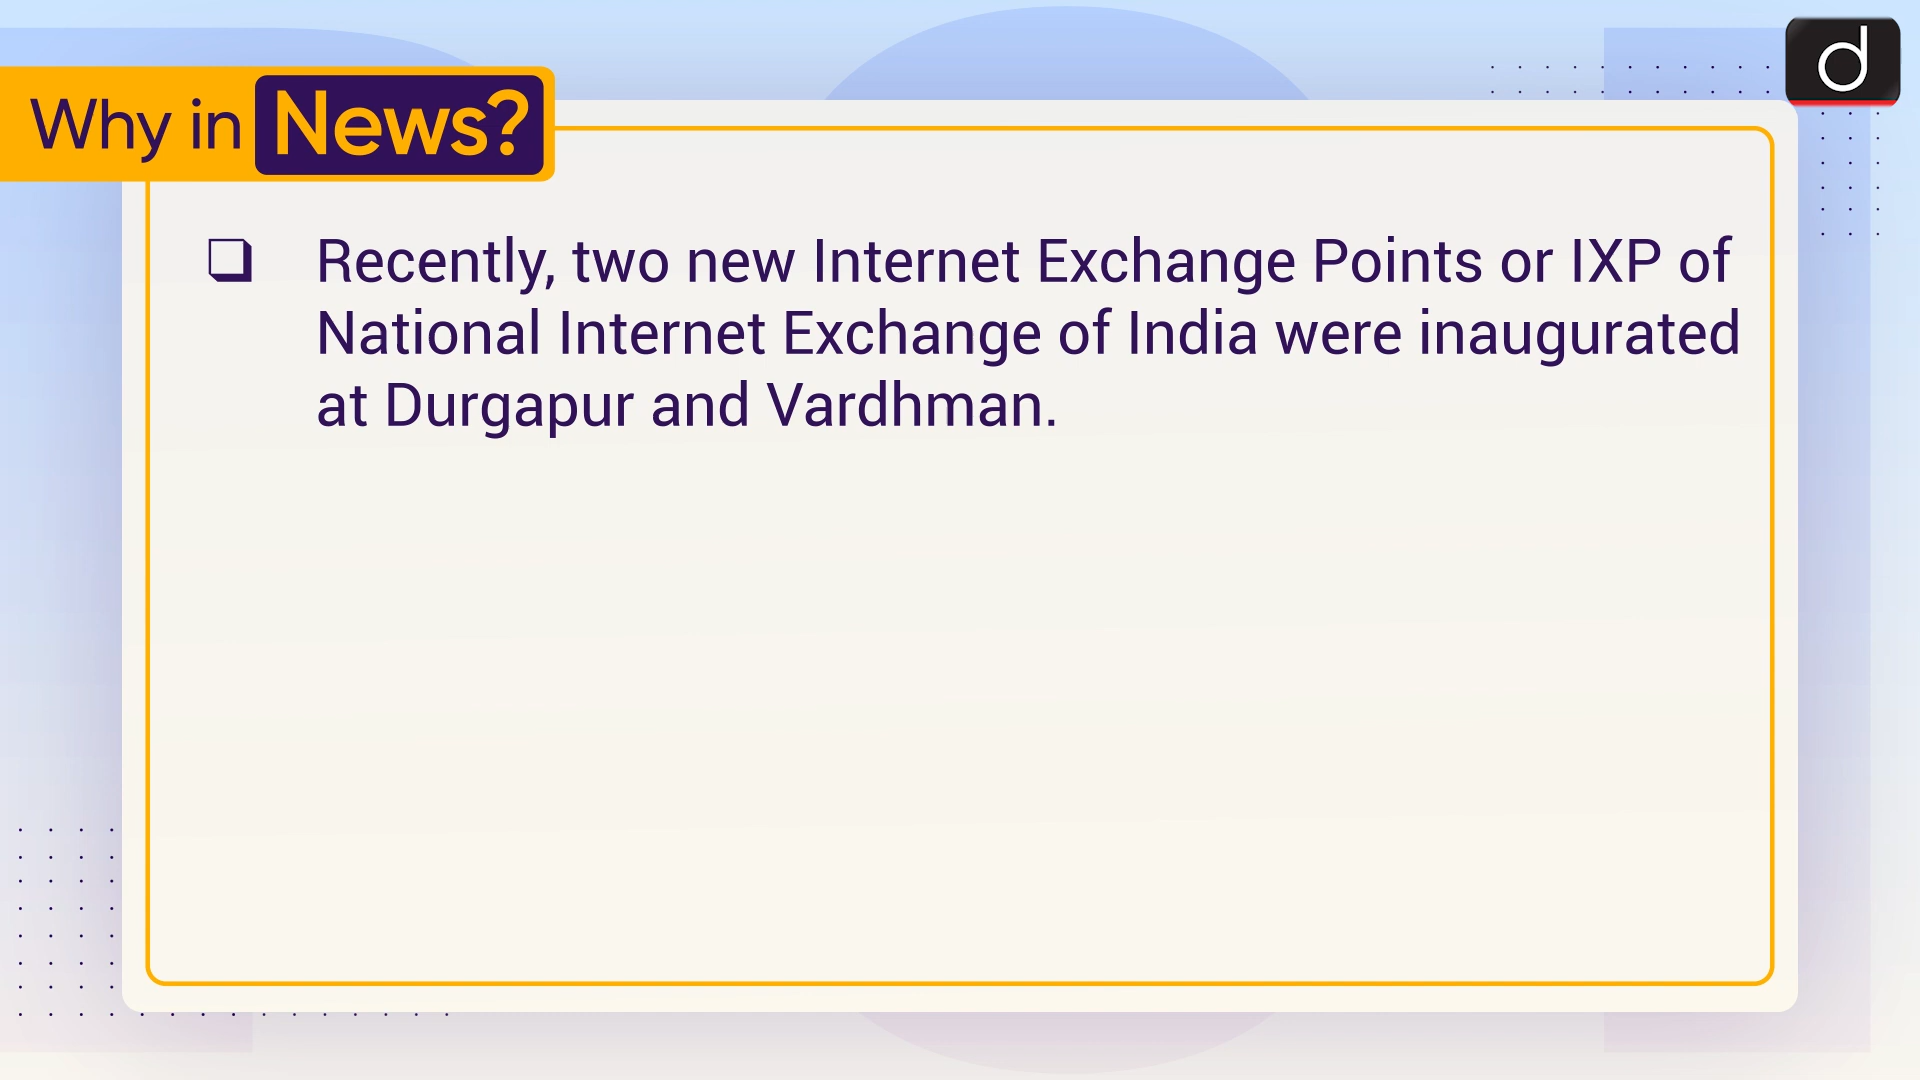 Why in News?
❑ Recently, two new Internet Exchange Points or IXP of
National Internet Exchange of India were inaugurated
at Durgapur and Vardhman.
d